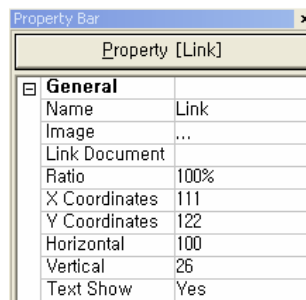 Property Bar
Property [Link]
General
Name Link
Image ...
Link Document
Ratio 100%
X Coordinates 111
Y Coordinates 122
Horizontal 100
Vertical 26
Text Show Yes